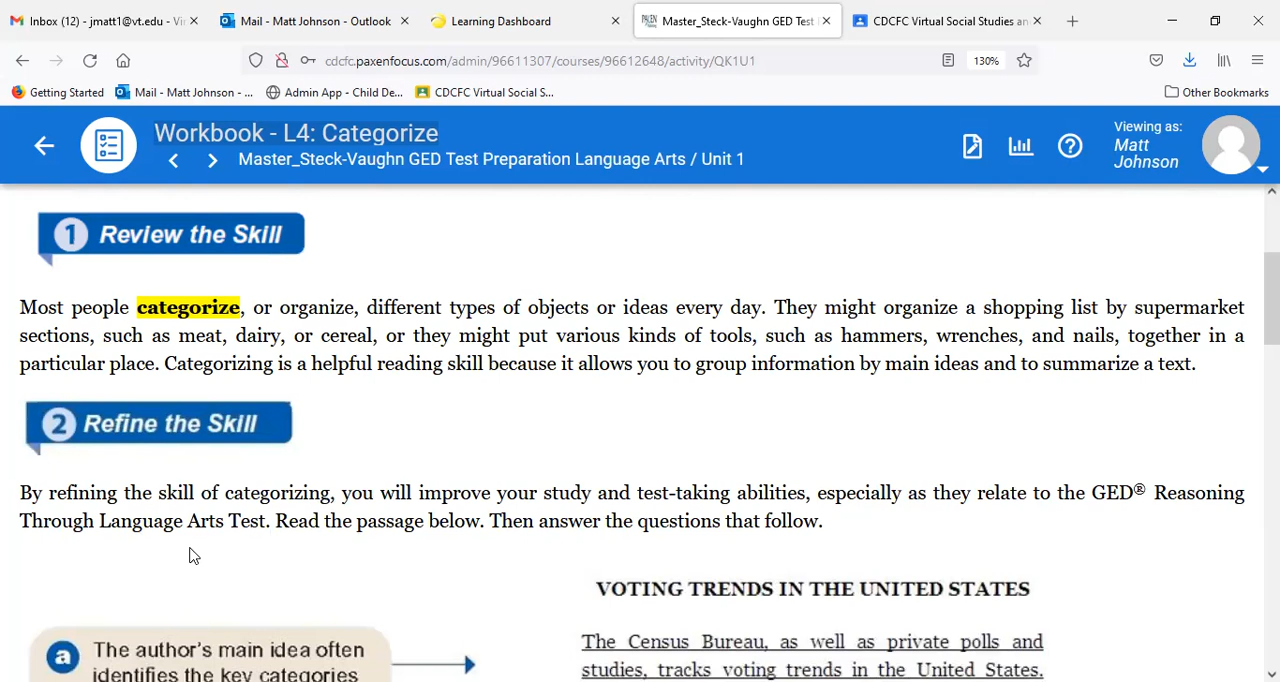 Inbox (12) - jmatt1@vt.edu - Vi
Mail - Matt Johnson - Outlook
Learning Dashboard
Master_Steck-Vaughn GED Test
CDCFC Virtual Social Studies an
cdcfc.paxenfocus.com/admin/96611307/courses/96612648/activity/QK1U1
130%
Getting Started
Mail - Matt Johnson - ...
Admin App - Child De...
CDCFC Virtual Social S...
Other Bookmarks
Workbook - L4: Categorize
Master_Steck-Vaughn GED Test Preparation Language Arts / Unit 1
Viewing as:
Matt
Johnson
1 Review the Skill
Most people categorize, or organize, different types of objects or ideas every day. They might organize a shopping list by supermarket
sections, such as meat, dairy, or cereal, or they might put various kinds of tools, such as hammers, wrenches, and nails, together in a
particular place. Categorizing is a helpful reading skill because it allows you to group information by main ideas and to summarize a text.
2 Refine the Skill
By refining the skill of categorizing, you will improve your study and test-taking abilities, especially as they relate to the GED® Reasoning
Through Language Arts Test. Read the passage below. Then answer the questions that follow.
VOTING TRENDS IN THE UNITED STATES
a The author's main idea often
identifies the key categories
The Census Bureau, as well as private polls and
studies, tracks voting trends in the United States.